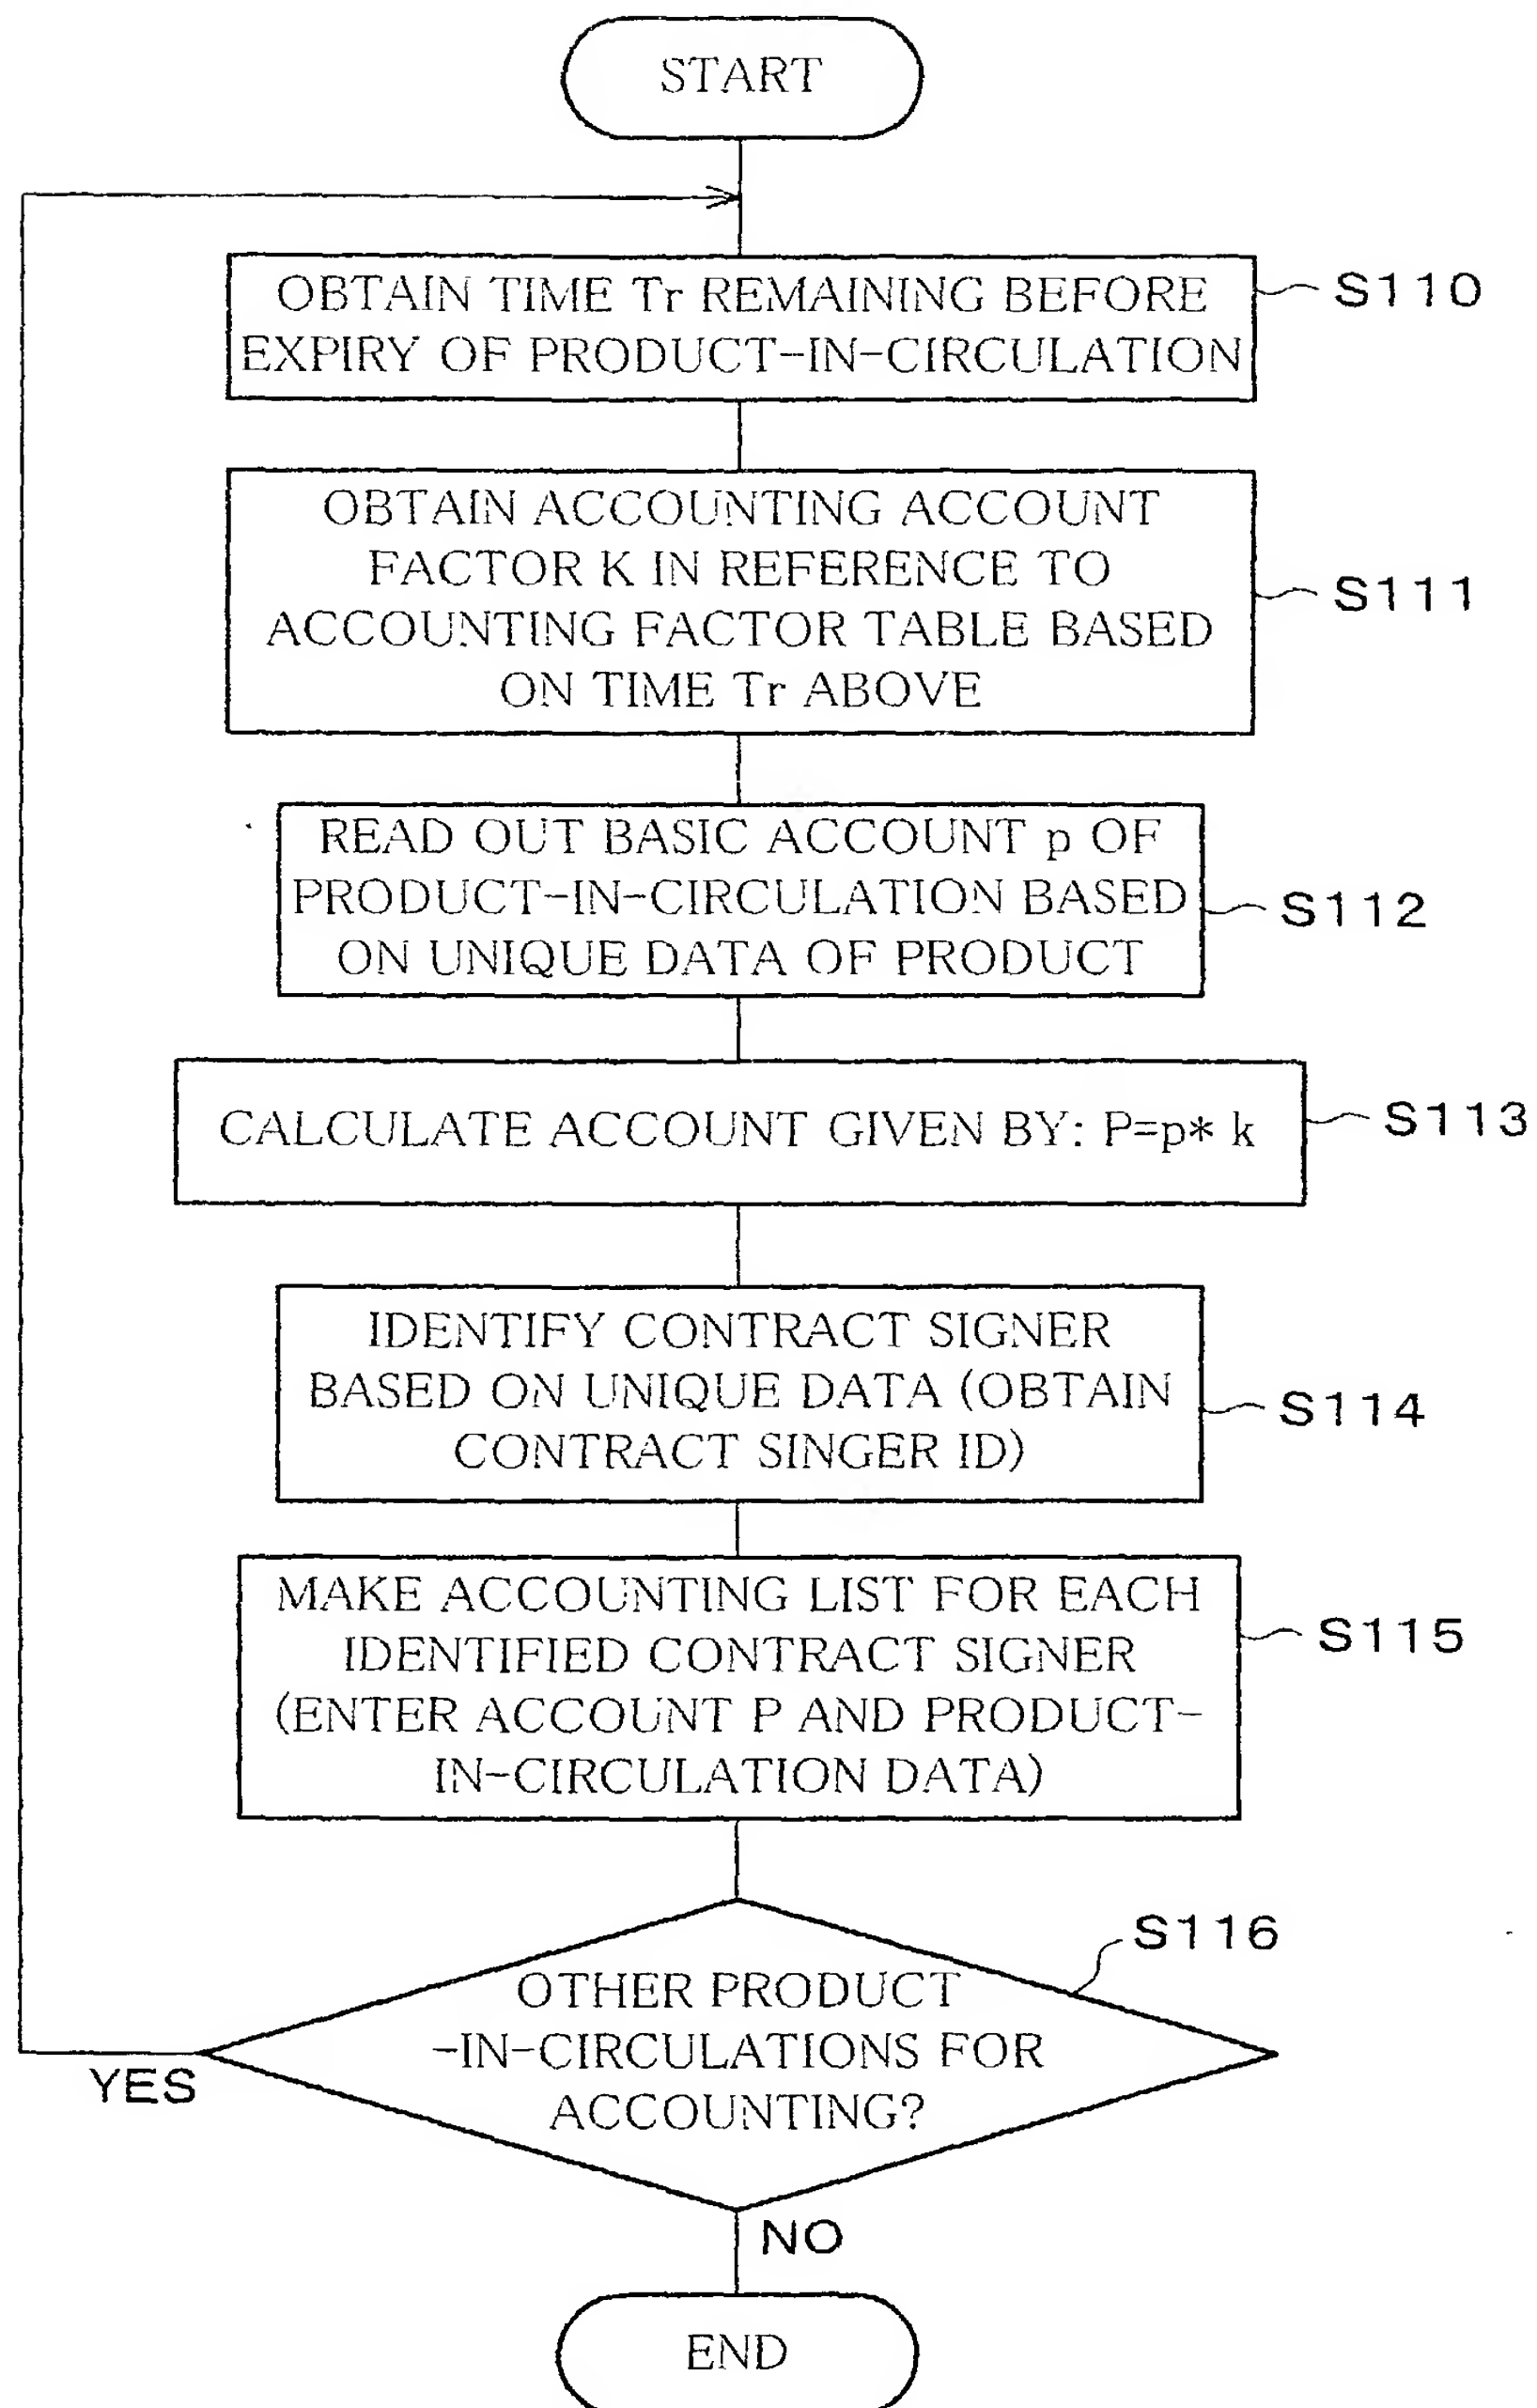 START
OBTAIN TIME Tr REMAINING BEFORE
EXPIRY OF PRODUCT-IN-CIRCULATION
S110
OBTAIN ACCOUNTING ACCOUNT
FACTOR K IN REFERENCE TO
ACCOUNTING FACTOR TABLE BASED
ON TIME Tr ABOVE
S111
READ OUT BASIC ACCOUNT p OF
PRODUCT-IN-CIRCULATION BASED
ON UNIQUE DATA OF PRODUCT
S112
CALCULATE ACCOUNT GIVEN BY: P=p* k
S113
IDENTIFY CONTRACT SIGNER
BASED ON UNIQUE DATA (OBTAIN
CONTRACT SINGER ID)
S114
MAKE ACCOUNTING LIST FOR EACH
IDENTIFIED CONTRACT SIGNER
(ENTER ACCOUNT P AND PRODUCT-
IN-CIRCULATION DATA)
S115
S116
OTHER PRODUCT
-IN-CIRCULATIONS FOR
ACCOUNTING?
YES
NO
END